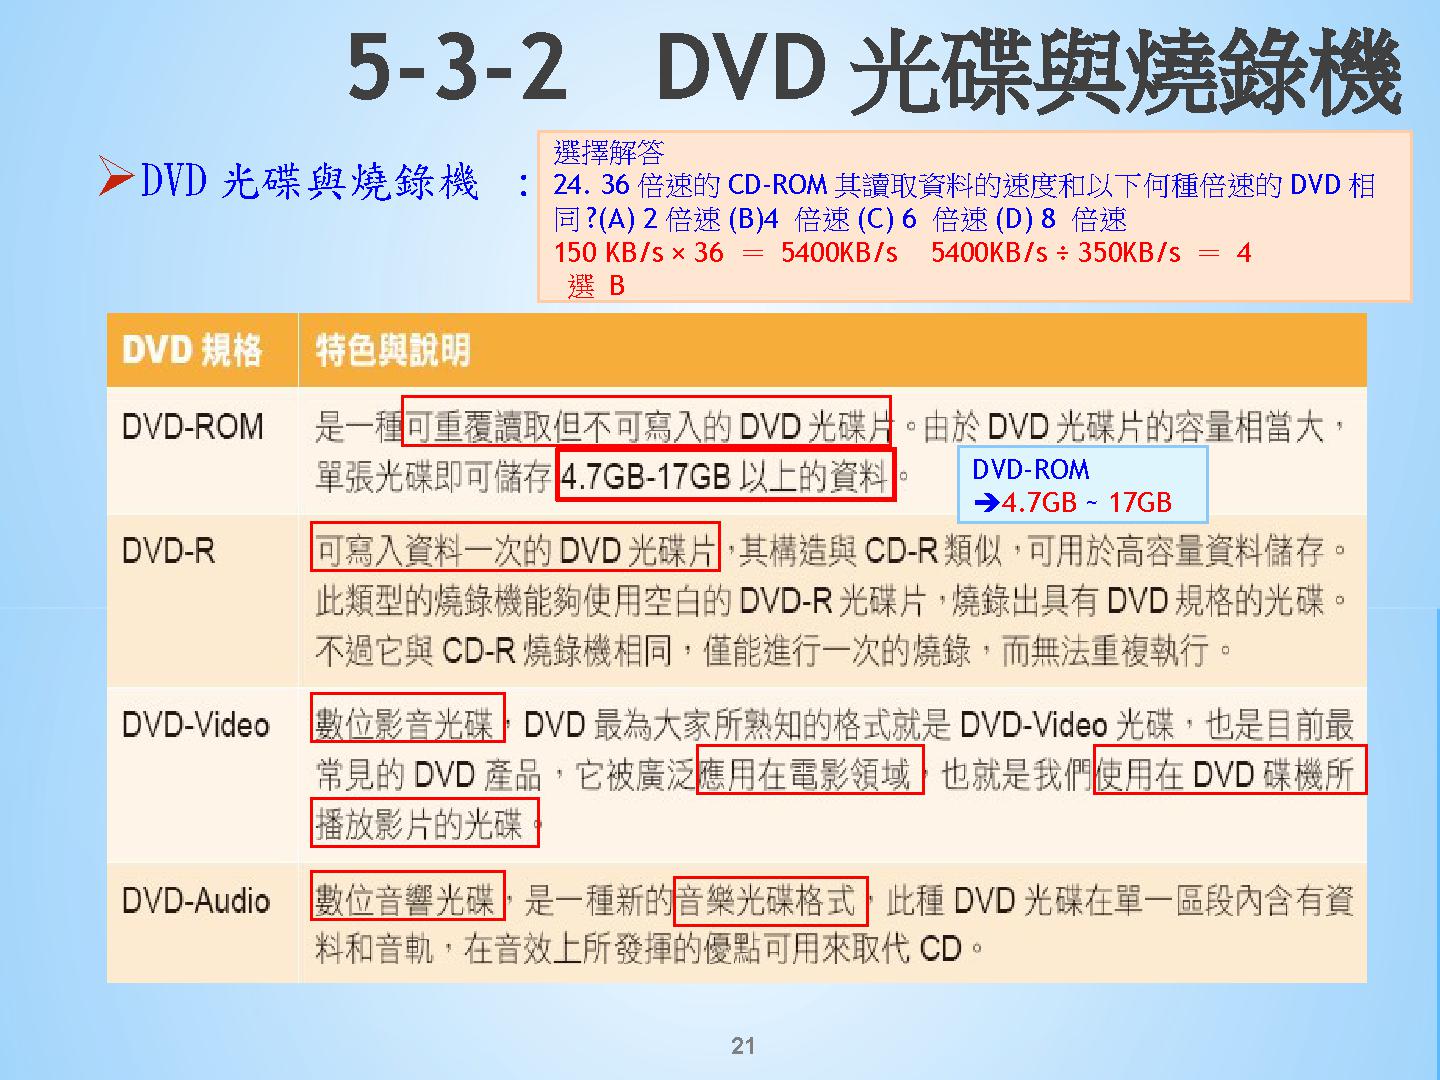 5-3-2 DVD 光碟與燒錄機
DVD 光碟與燒錄機 :
選擇解答
24. 36 倍速的 CD-ROM 其讀取資料的速度和以下何種倍速的 DVD 相
同?(A) 2 倍速 (B)4 倍速 (C) 6 倍速 (D) 8 倍速
150 KB/s × 36 = 5400KB/s 5400KB/s ÷ 350KB/s = 4
選 B
DVD 規格 特色與說明
DVD-ROM 是一種可重覆讀取但不可寫入的 DVD 光碟片。由於 DVD 光碟片的容量相當大,
單張光碟即可儲存 4.7GB-17GB 以上的資料。
DVD-ROM
➔4.7GB ~ 17GB
DVD-R 可寫入資料一次的 DVD 光碟片,其構造與 CD-R 類似,可用於高容量資料儲存。
此類型的燒錄機能夠使用空白的 DVD-R 光碟片,燒錄出具有 DVD 規格的光碟。
不過它與 CD-R 燒錄機相同,僅能進行一次的燒錄,而無法重複執行。
DVD-Video 數位影音光碟,DVD 最為大家所熟知的格式就是 DVD-Video 光碟,也是目前最
常見的 DVD 產品,它被廣泛應用在電影領域,也就是我們使用在 DVD 碟機所
播放影片的光碟。
DVD-Audio 數位音響光碟,是一種新的音樂光碟格式,此種 DVD 光碟在單一區段內含有資
料和音軌,在音效上所發揮的優點可用來取代 CD。
21